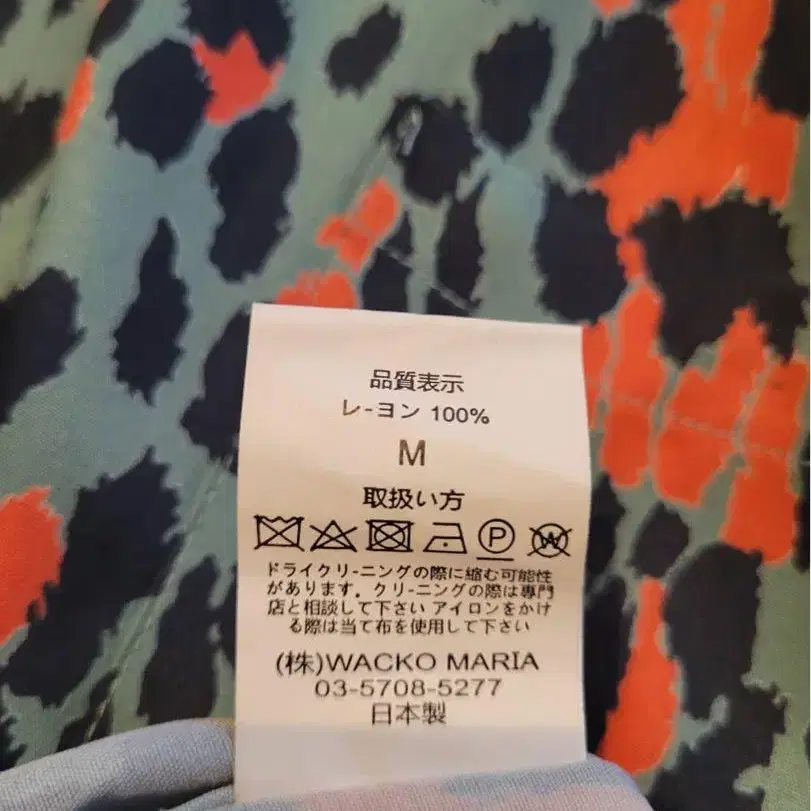 品質表示
レ-ヨン 100%
M
取扱い方
P W
ドライクリ-ニングの際に縮む可能性
があります。クリ-ニングの際は専門
店と相談して下さい アイロンをかけ
る際は当て布を使用して下さい
(株)WACKO MARIA
03-5708-5277
日本製